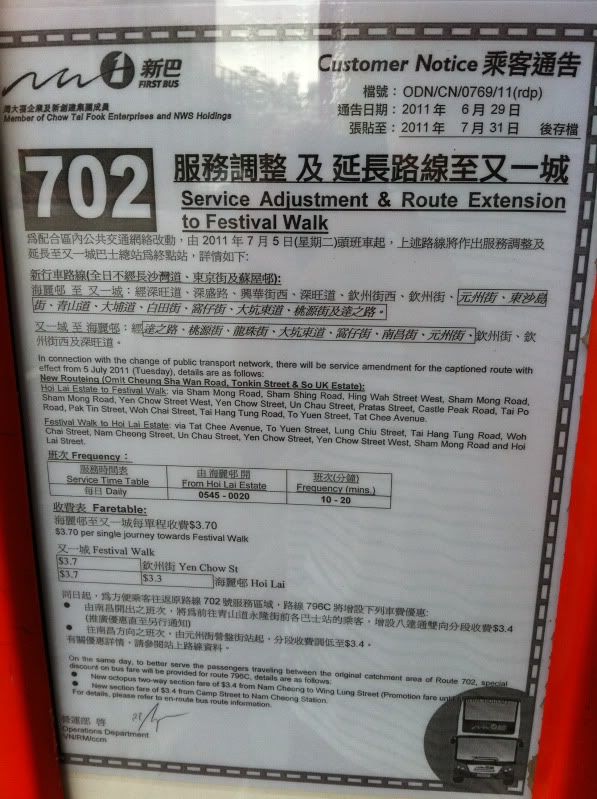 新巴
FIRST BUS
周大福企業及新創建集團成員
Member of Chow Tai Fook Enterprises and NWS Holdings
Customer Notice 乘客通告
檔號：ODN/CN/0769/11(rdp)
通告日期：2011年 6月29日
張貼至：2011年 7月31日 後存檔
702
服務調整 及 延長路線至又一城
Service Adjustment & Route Extension
to Festival Walk
為配合區內公共交通網絡改動，由 2011 年 7 月 5 日(星期二)頭班車起，上述路線將作出服務調整及
延長至又一城巴士總站為終點站，詳情如下：
新行車路線(全日不經長沙灣道、東京街及蘇屋邨):
海麗邨 至 又一城: 經深旺道、深盛路、興華街西、深旺道、欽州街西、欽州街、元州街、東沙島
街、青山道、大埔道、白田街、窩仔街、大坑東道、桃源街及達之路。
又一城 至 海麗邨: 經達之路、桃源街、龍珠街、大坑東道、窩仔街、南昌街、元州街、欽州街、欽
州街西及深旺道。
In connection with the change of public transport network, there will be service amendment for the captioned route with
effect from 5 July 2011 (Tuesday), details are as follows:
New Routeing (Omit Cheung Sha Wan Road, Tonkin Street & So UK Estate):
Hoi Lai Estate to Festival Walk: via Sham Mong Road, Sham Shing Road, Hing Wah Street West, Sham Mong Road,
Sham Mong Road, Yen Chow Street West, Yen Chow Street, Un Chau Street, Pratas Street, Castle Peak Road, Tai Po
Road, Pak Tin Street, Woh Chai Street, Tai Hang Tung Road, To Yuen Street, Tat Chee Avenue.
Festival Walk to Hoi Lai Estate: via Tat Chee Avenue, To Yuen Street, Lung Chiu Street, Tai Hang Tung Road, Woh
Chai Street, Nam Cheong Street, Un Chau Street, Yen Chow Street, Yen Chow Street West, Sham Mong Road and Hoi
Lai Street.
班次 Frequency：
服務時間表 由 海麗邨 開 班次(分鐘)
Service Time Table From Hoi Lai Estate Frequency (mins.)
每日 Daily 0545 - 0020 10 - 20
收費表 Faretable:
海麗邨至又一城每單程收費$3.70
$3.70 per single journey towards Festival Walk
又一城 Festival Walk
$3.7 欽州街 Yen Chow St
$3.7 $3.3 海麗邨 Hoi Lai
同日起，為方便乘客往返原路線 702 號服務區域，路線 796C 將增設下列車費優惠:
● 由南昌開出之班次，將為前往青山道永隆街前各巴士站的乘客，增設八達通雙向分段收費$3.4
(推廣優惠直至另行通知)
● 往南昌方向之班次，由元州街營盤街站起，分段收費調低至$3.4。
有關優惠詳情，請參閱站上路線資料。
On the same day, to better serve the passengers traveling between the original catchment area of Route 702, special
discount on bus fare will be provided for route 796C, details are as follows:
● New octopus two-way section fare of $3.4 from Nam Cheong to Wing Lung Street (Promotion fare until
● New section fare of $3.4 from Camp Street to Nam Cheong Station.
For details, please refer to en-route bus route information.
營運部 啓
Operations Department
VN/RM/ccm